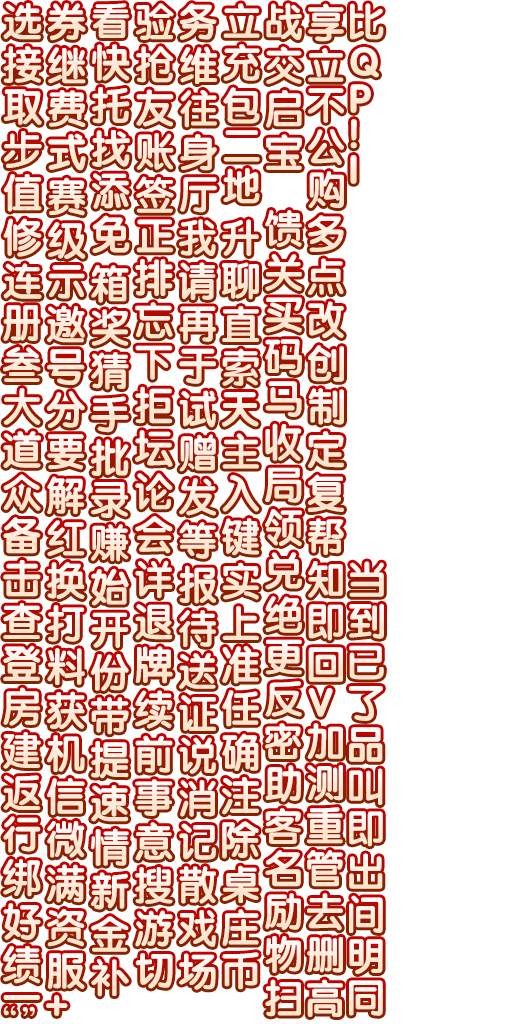 选券看验务立战享比
接继快抢维充交立Q
取费托友往包启不P
步式找账身二宝公!
值赛添签厅地购
修级免正我升馈多
连示箱排请聊关点
册邀奖忘再直买改
叁号猜下于索码创
大分手拒试天马制
道要批坛赠主收定
众解录论发入局复
备红赚会等键领帮
击换始详报实兑知当
查打开退待上绝即到
登料份牌送准更回已
房获带续证任反V了
建机提前说确密加品
返信速事消注助测叫
行微情意记除客重即
绑满新搜散桌名管出
好资金游戏庄励去间
绩服补切场币物删明
一+扫高同
“”